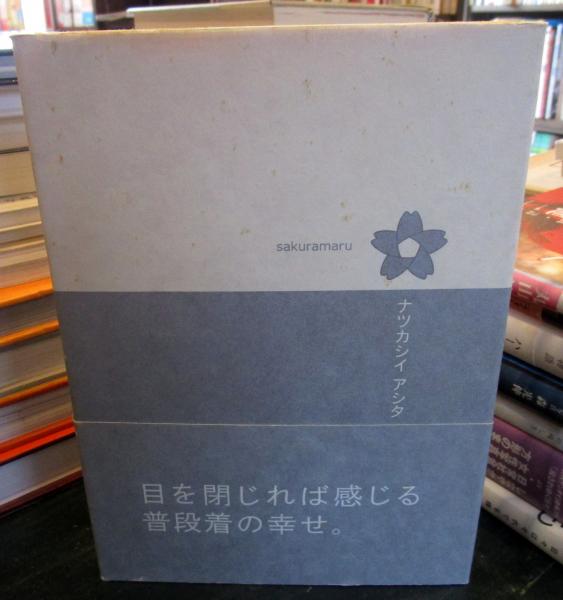 sakuramaru
ナツカシイ アシタ
目を閉じれば感じる
普段着の幸せ。